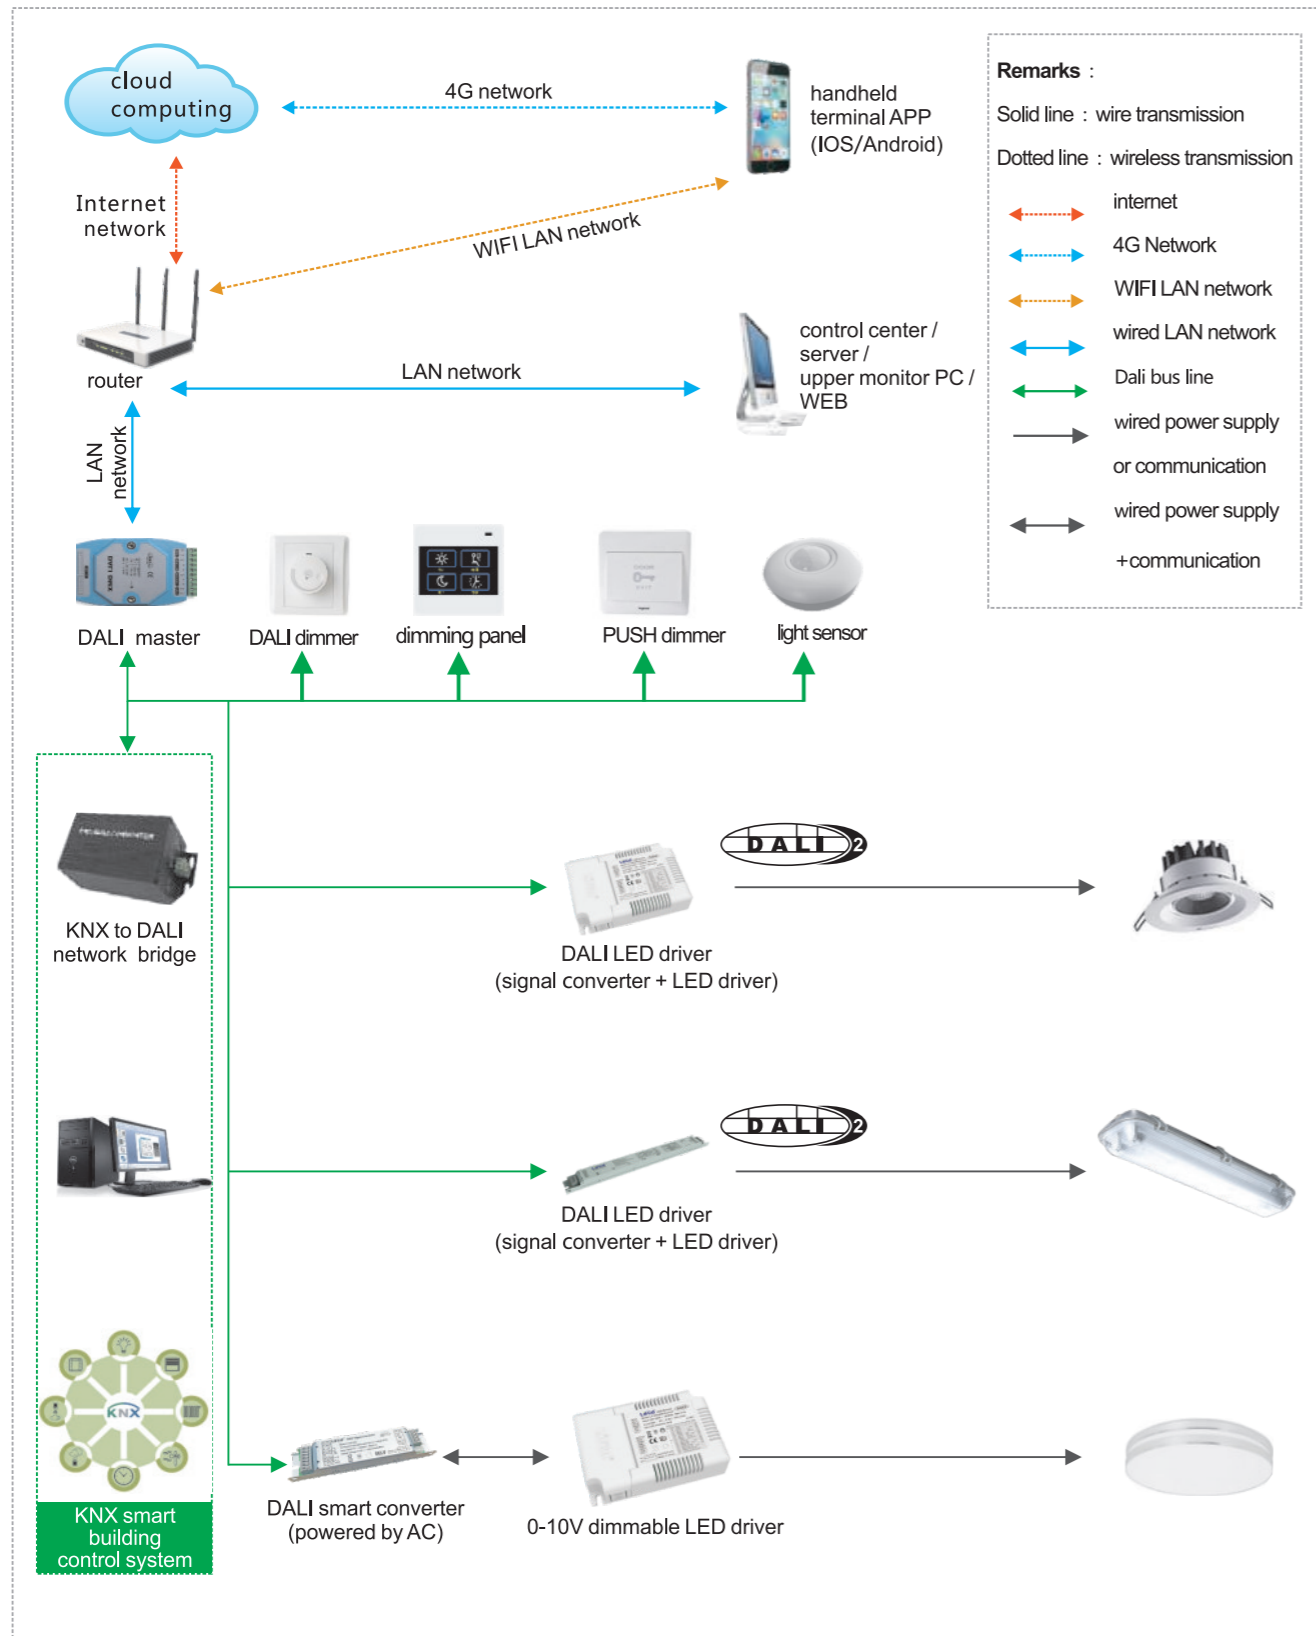 cloud
computing
4G network
handheld
terminal APP
(IOS/Android)
Internet
network
WIFI LAN network
router
LAN network
control center /
server /
upper monitor PC /
WEB
LAN
network
DALI master
DALI dimmer
dimming panel
PUSH dimmer
light sensor
Remarks :
Solid line : wire transmission
Dotted line : wireless transmission
internet
4G Network
WIFI LAN network
wired LAN network
Dali bus line
wired power supply
or communication
wired power supply
+communication
KNX to DALI
network bridge
DALI 2
DALI LED driver
(signal converter + LED driver)
DALI 2
DALI LED driver
(signal converter + LED driver)
KNX
KNX smart
building
control system
DALI smart converter
(powered by AC)
0-10V dimmable LED driver